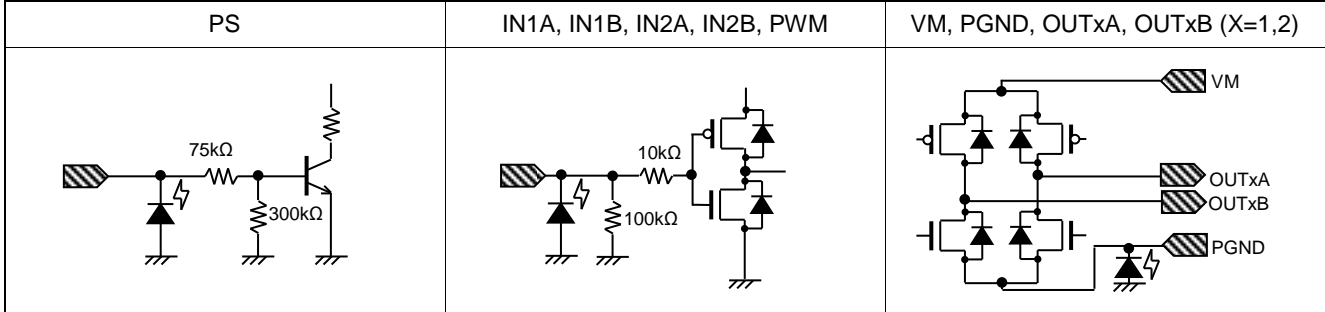 PS
IN1A, IN1B, IN2A, IN2B, PWM
VM, PGND, OUTxA, OUTxB (X=1,2)
75kΩ
300kΩ
10kΩ
100kΩ
VM
OUTxA
OUTxB
PGND